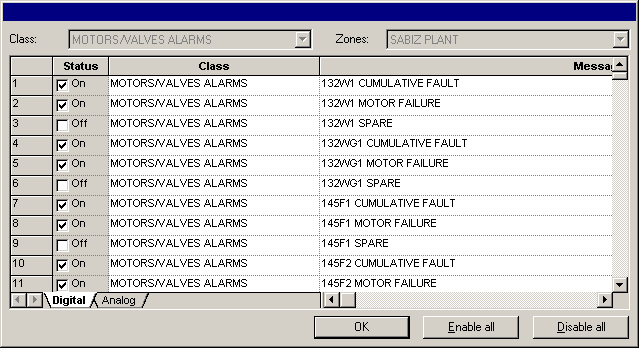 Class: MOTORS/VALVES ALARMS Zones: SABIZ PLANT
Status Class Messag
1 On MOTORS/VALVES ALARMS 132W1 CUMULATIVE FAULT
2 On MOTORS/VALVES ALARMS 132W1 MOTOR FAILURE
3 Off MOTORS/VALVES ALARMS 132W1 SPARE
4 On MOTORS/VALVES ALARMS 132WG1 CUMULATIVE FAULT
5 On MOTORS/VALVES ALARMS 132WG1 MOTOR FAILURE
6 Off MOTORS/VALVES ALARMS 132WG1 SPARE
7 On MOTORS/VALVES ALARMS 145F1 CUMULATIVE FAULT
8 On MOTORS/VALVES ALARMS 145F1 MOTOR FAILURE
9 Off MOTORS/VALVES ALARMS 145F1 SPARE
10 On MOTORS/VALVES ALARMS 145F2 CUMULATIVE FAULT
11 On MOTORS/VALVES ALARMS 145F2 MOTOR FAILURE
Digital Analog
OK Enable all Disable all